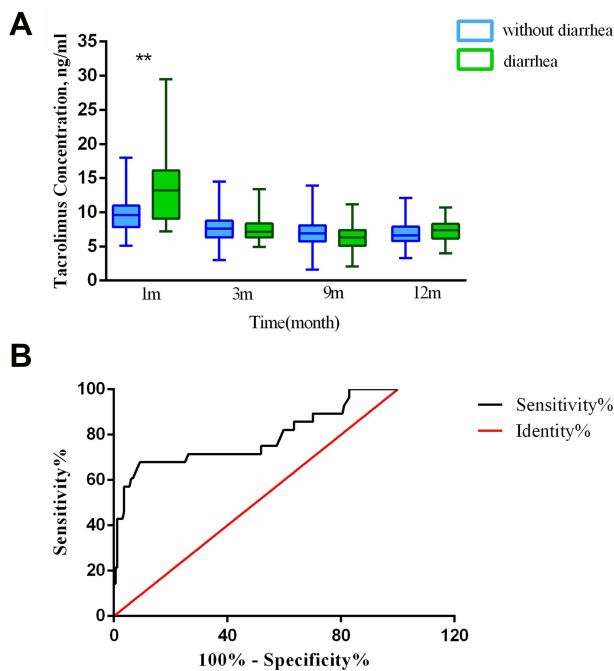 A
without diarrhea
diarrhea
**
Tacrolimus Concentration, ng/ml
35
30
25
20
15
10
5
0
1m 3m 9m 12m
Time(month)
B
Sensitivity%
Identity%
Sensitivity%
100
80
60
40
20
0
0 40 80 120
100% - Specificity%